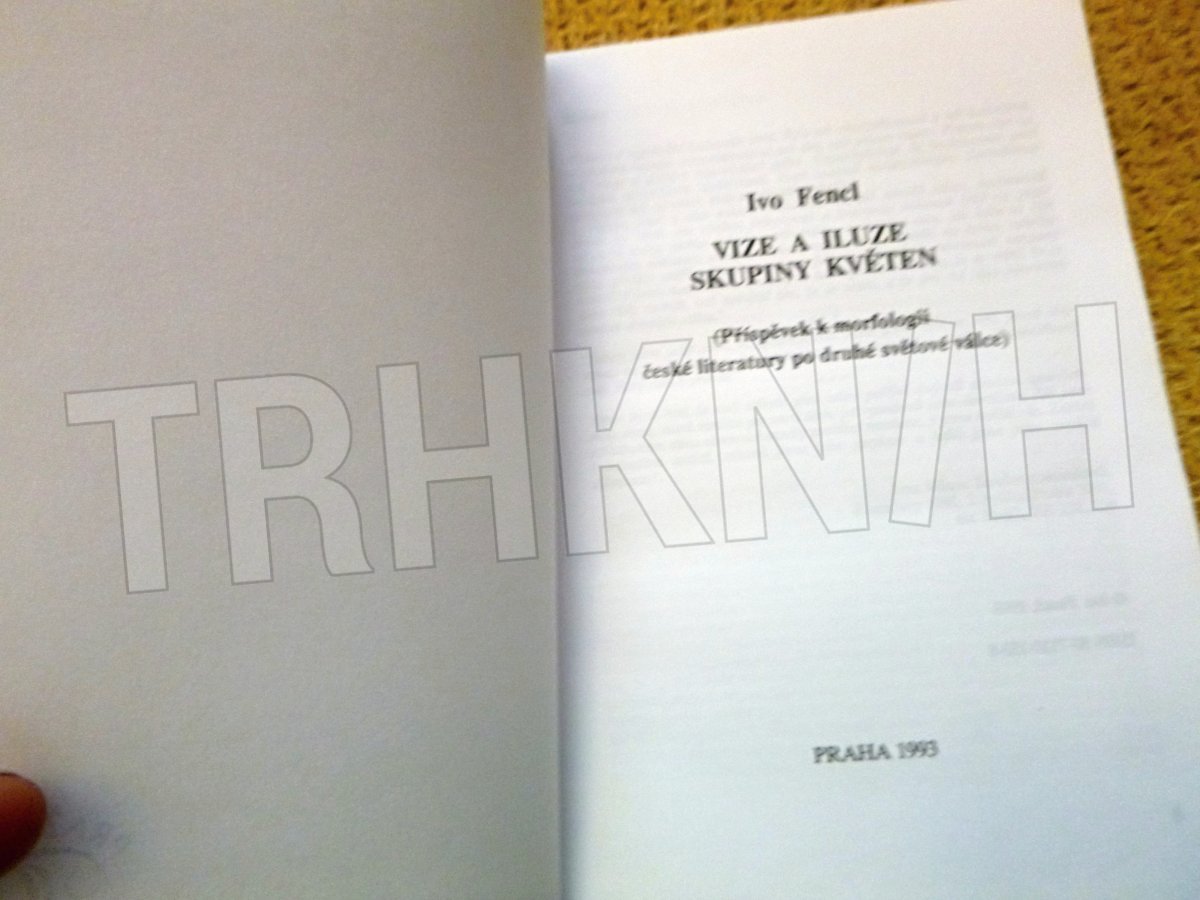 Ivo Fencl
VIZE A ILUZE
SKUPINY KVĚTEN
(Příspěvek k morfologii
české literatury po druhé světové válce)
TRHKNIH
PRAHA 1993